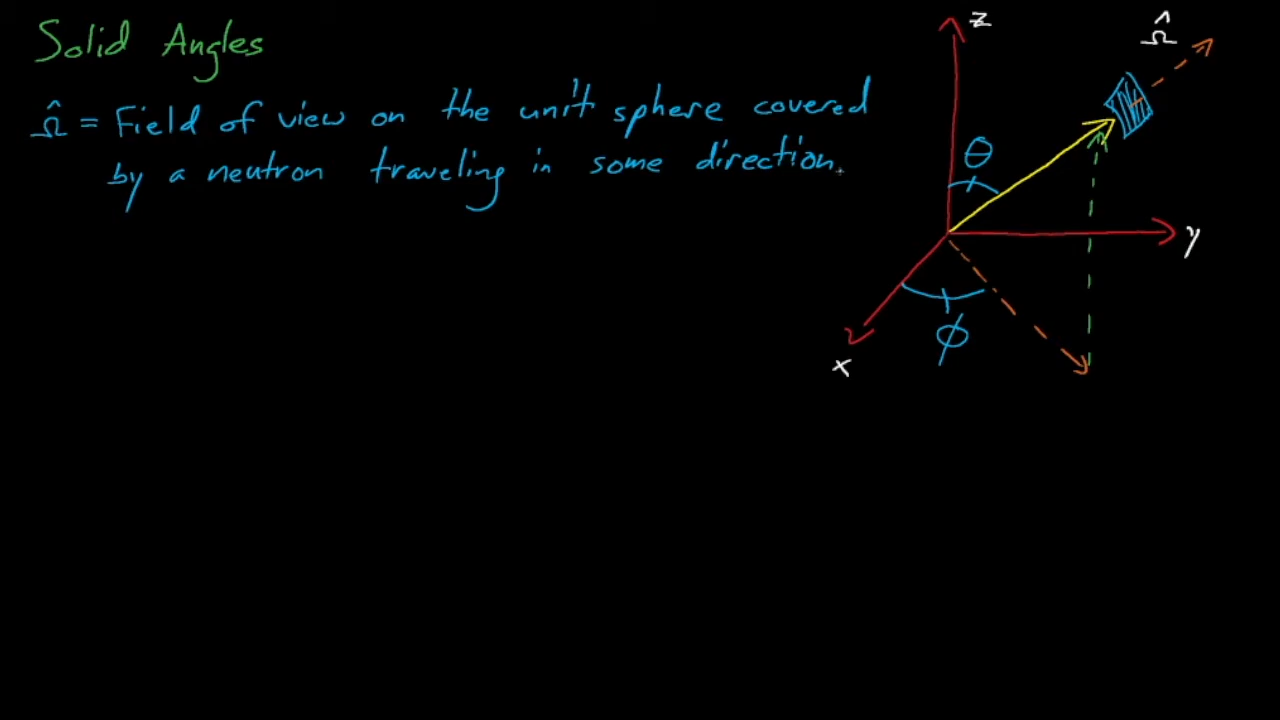 Solid Angles
Ω̂ = Field of view on the unit sphere covered
by a neutron traveling in some direction.
z
Ω̂
θ
y
ϕ
x